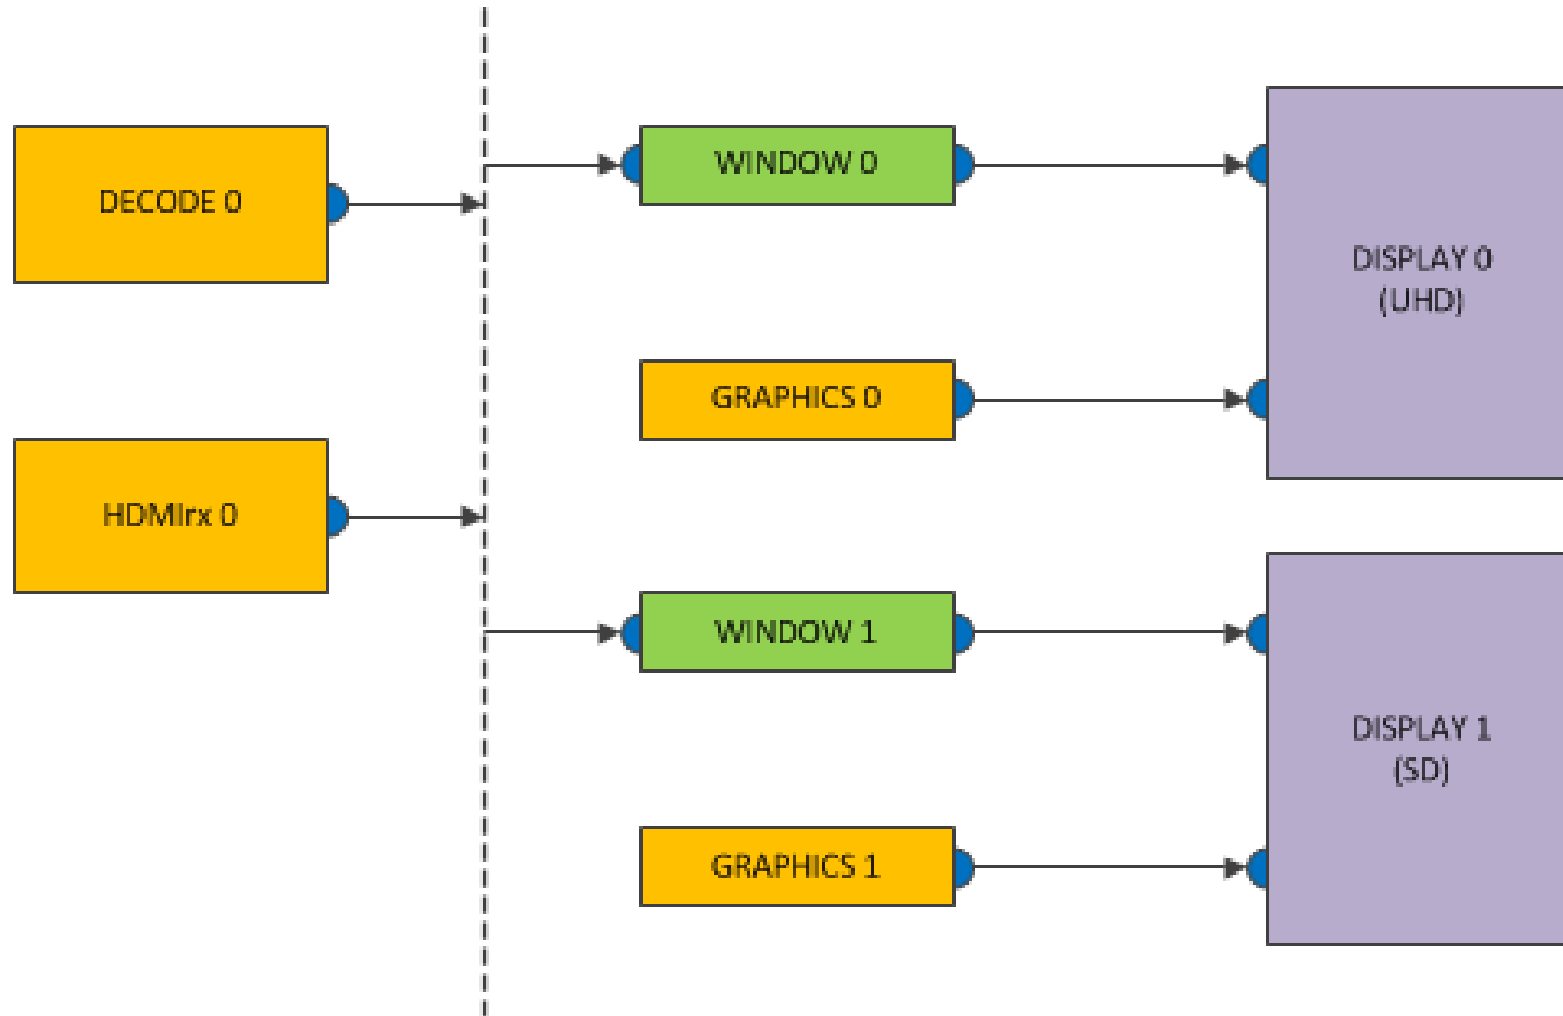 DECODE 0
HDMIrx 0
WINDOW 0
GRAPHICS 0
WINDOW 1
GRAPHICS 1
DISPLAY 0
(UHD)
DISPLAY 1
(SD)